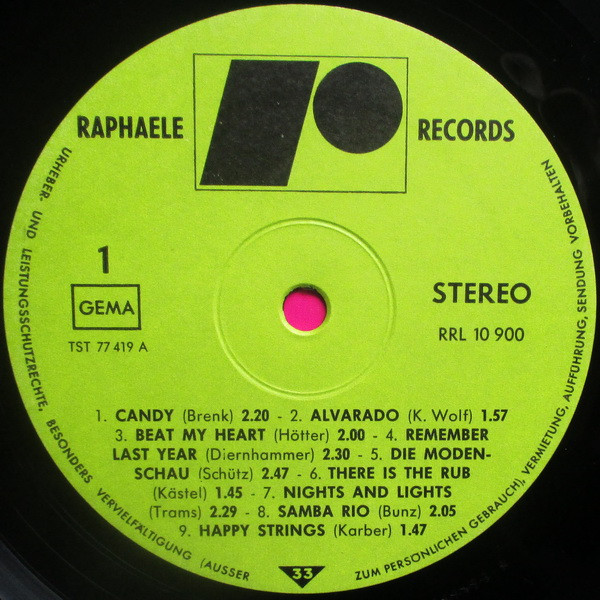 RAPHAELE RECORDS
1
GEMA
TST 77 419 A
STEREO
RRL 10 900
1. CANDY (Brenk) 2.20 - 2. ALVARADO (K. Wolf) 1.57
3. BEAT MY HEART (Hötter) 2.00 - 4. REMEMBER
LAST YEAR (Diernhammer) 2.30 - 5. DIE MODEN-
SCHAU (Schütz) 2.47 - 6. THERE IS THE RUB
(Köstel) 1.45 - 7. NIGHTS AND LIGHTS
(Trams) 2.29 - 8. SAMBA RIO (Bunz) 2.05
9. HAPPY STRINGS (Karber) 1.47
33
URHEBER- UND LEISTUNGSSCHUTZRECHTE, BESONDERS VERVIELFÄLTIGUNG (AUSSER ZUM PERSÖNLICHEN GEBRAUCH), VERMIETUNG, AUFFÜHRUNG, SENDUNG VORBEHALTEN